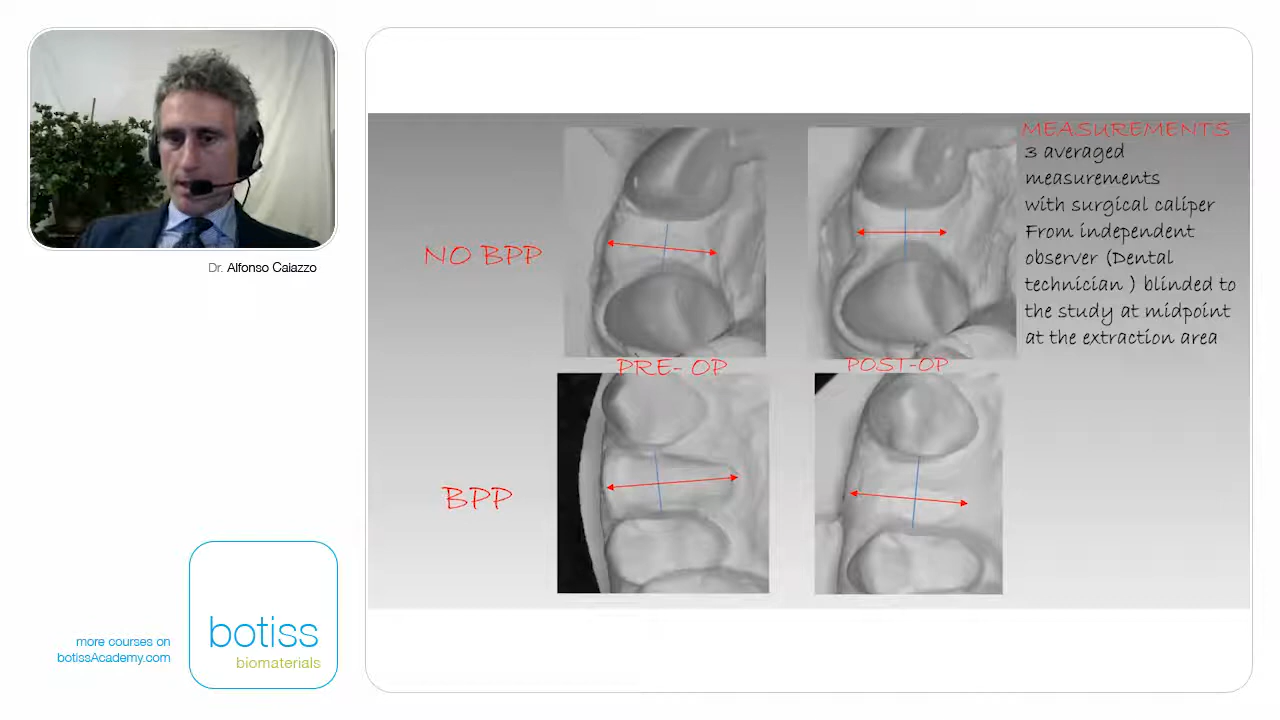 Dr. Alfonso Caiazzo
more courses on
botissAcademy.com
botiss
biomaterials
NO BPP
PRE- OP
POST-OP
BPP
MEASUREMENTS
3 averaged
measurements
with surgical caliper
From independent
observer (Dental
technician ) blinded to
the study at midpoint
at the extraction area